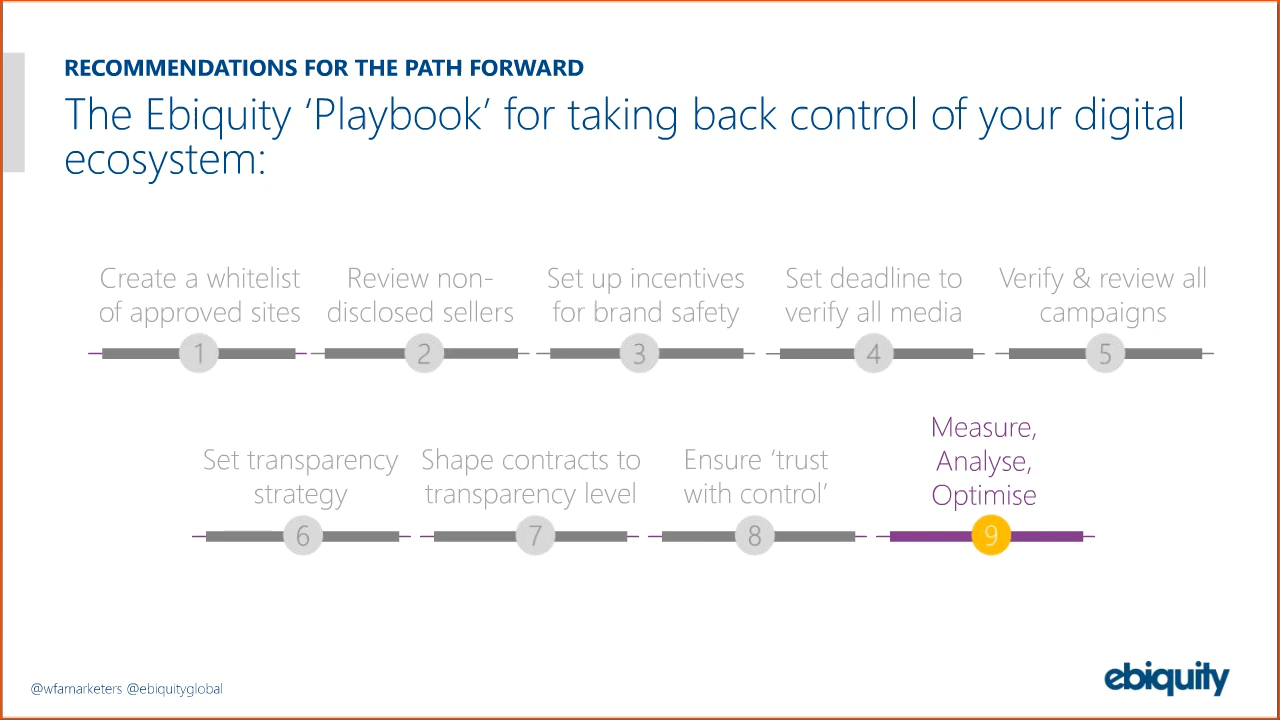 RECOMMENDATIONS FOR THE PATH FORWARD
The Ebiquity ‘Playbook’ for taking back control of your digital
ecosystem:
Create a whitelist
of approved sites
1
Review non-
disclosed sellers
2
Set up incentives
for brand safety
3
Set deadline to
verify all media
4
Verify & review all
campaigns
5
Set transparency
strategy
6
Shape contracts to
transparency level
7
Ensure ‘trust
with control’
8
Measure,
Analyse,
Optimise
9
@wfamarketers @ebiquityglobal
ebiquity